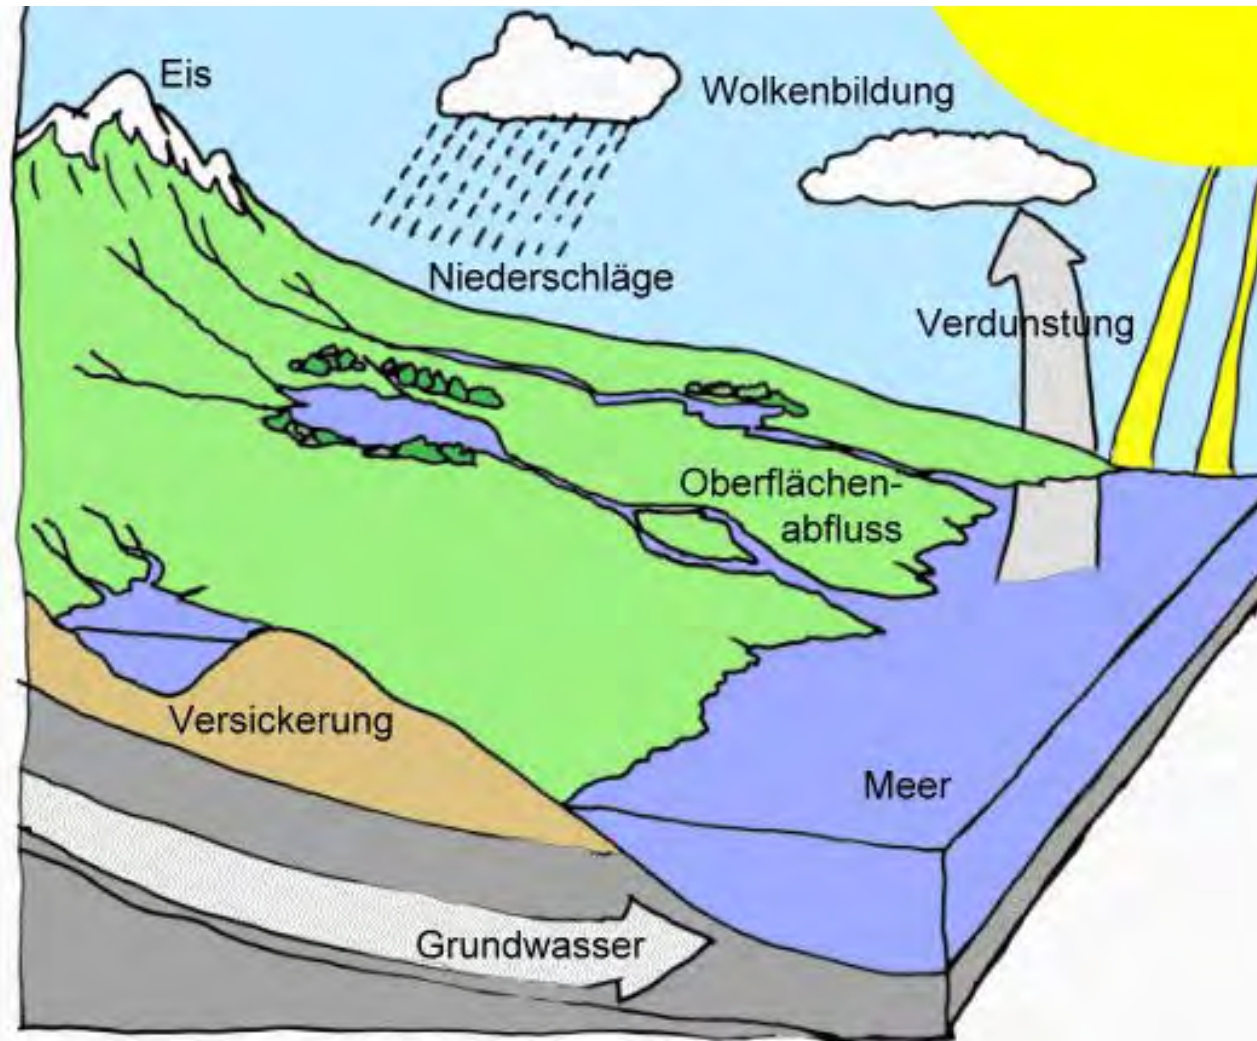 Eis
Wolkenbildung
Niederschläge
Verdunstung
Oberflächen-
abfluss
Versickerung
Meer
Grundwasser